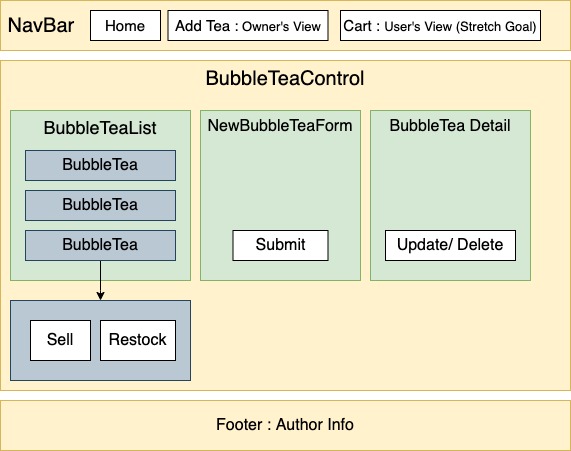 NavBar Home Add Tea : Owner's View Cart : User's View (Stretch Goal)
BubbleTeaControl
BubbleTeaList NewBubbleTeaForm BubbleTea Detail
BubbleTea
BubbleTea
BubbleTea Submit Update/ Delete
Sell Restock
Footer : Author Info